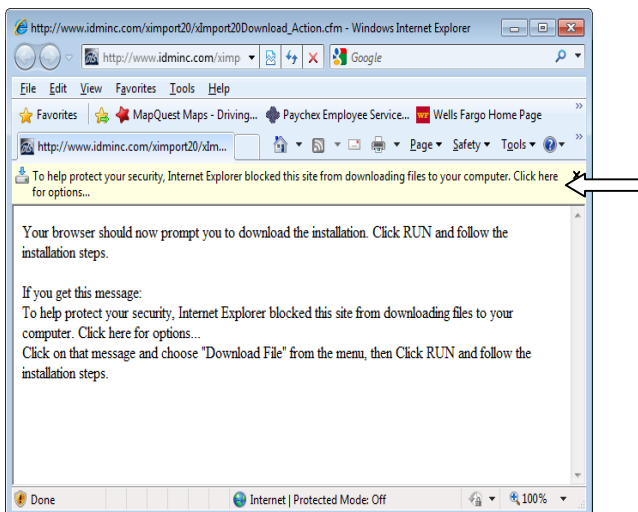 http://www.idminc.com/ximport20/xImport20Download_Action.cfm - Windows Internet Explorer
http://www.idminc.com/ximp
Google
File Edit View Favorites Tools Help
Favorites MapQuest Maps - Driving... Paychex Employee Service... WF Wells Fargo Home Page »
http://www.idminc.com/ximport20/xIm... Page Safety Tools »
To help protect your security, Internet Explorer blocked this site from downloading files to your computer. Click here
for options...
Your browser should now prompt you to download the installation. Click RUN and follow the
installation steps.
If you get this message:
To help protect your security, Internet Explorer blocked this site from downloading files to your
computer. Click here for options...
Click on that message and choose "Download File" from the menu, then Click RUN and follow the
installation steps.
Done Internet | Protected Mode: Off 100%